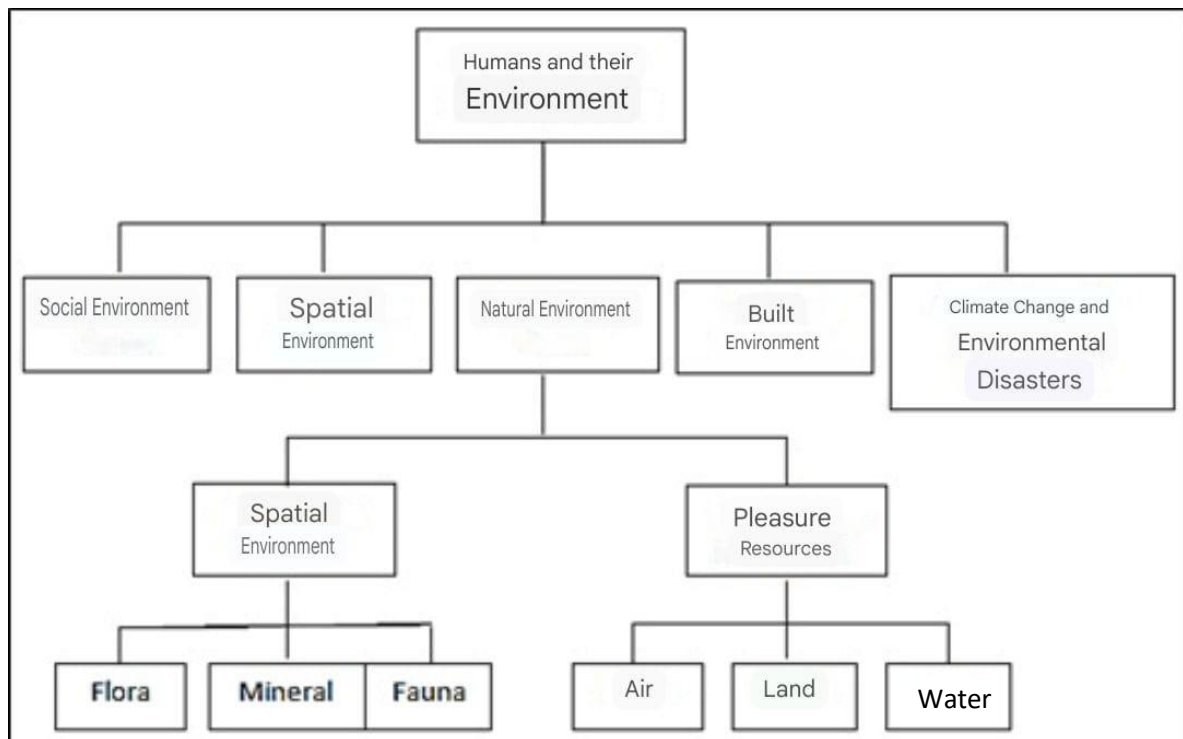 Humans and their
Environment
Social Environment
Spatial
Environment
Natural Environment
Built
Environment
Climate Change and
Environmental
Disasters
Spatial
Environment
Pleasure
Resources
Flora
Mineral
Fauna
Air
Land
Water